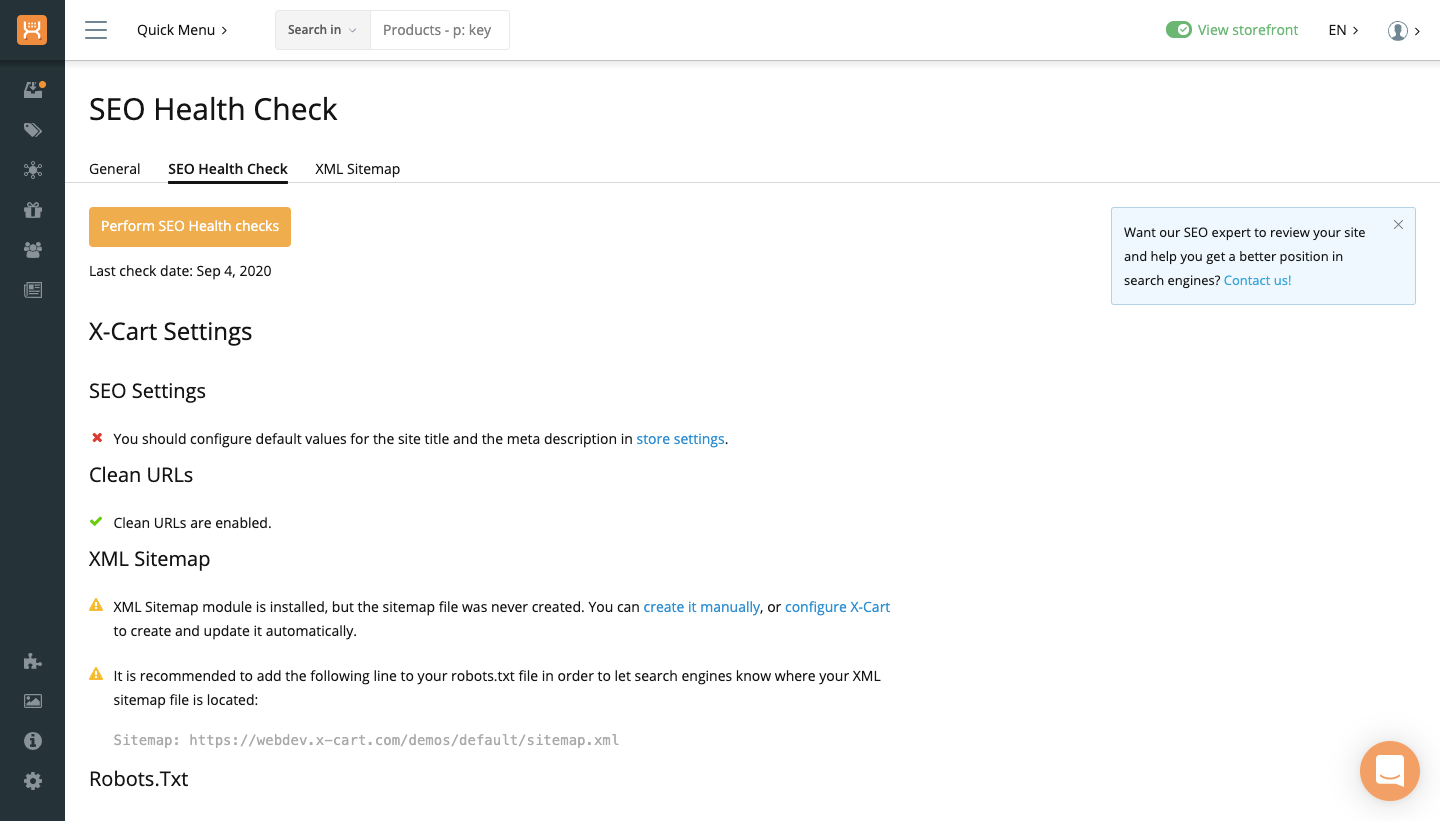 Quick Menu
Search in
Products - p: key
View storefront
EN
SEO Health Check
General
SEO Health Check
XML Sitemap
Perform SEO Health checks
Last check date: Sep 4, 2020
Want our SEO expert to review your site
and help you get a better position in
search engines? Contact us!
X-Cart Settings
SEO Settings
You should configure default values for the site title and the meta description in store settings.
Clean URLs
Clean URLs are enabled.
XML Sitemap
XML Sitemap module is installed, but the sitemap file was never created. You can create it manually, or configure X-Cart
to create and update it automatically.
It is recommended to add the following line to your robots.txt file in order to let search engines know where your XML
sitemap file is located:
Sitemap: https://webdev.x-cart.com/demos/default/sitemap.xml
Robots.Txt